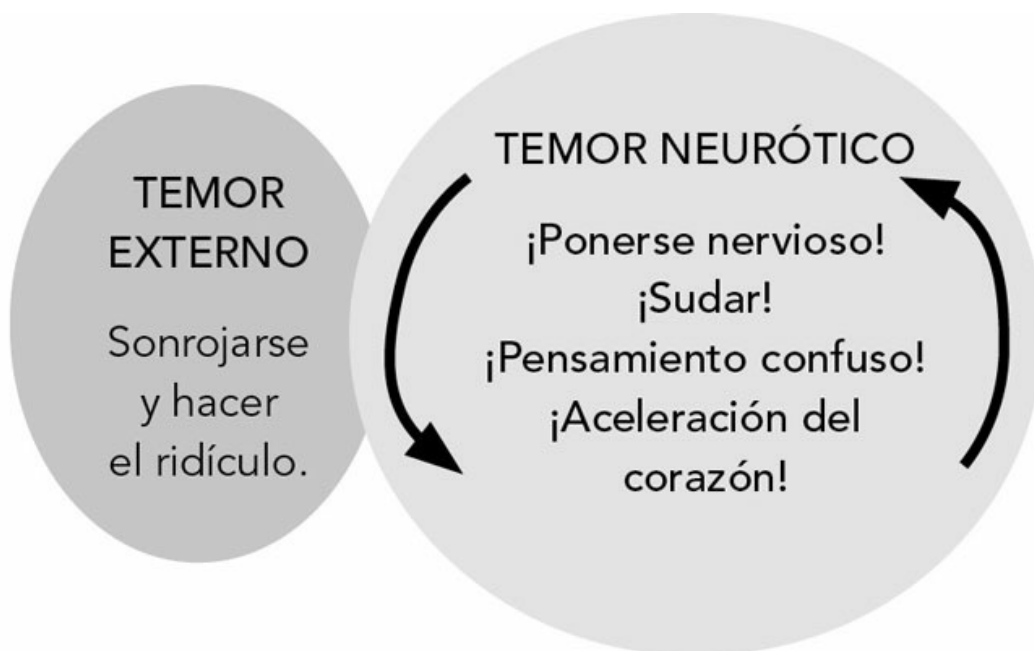 TEMOR
EXTERNO
Sonrojarse
y hacer
el ridículo.
TEMOR NEURÓTICO
¡Ponerse nervioso!
¡Sudar!
¡Pensamiento confuso!
¡Aceleración del
corazón!